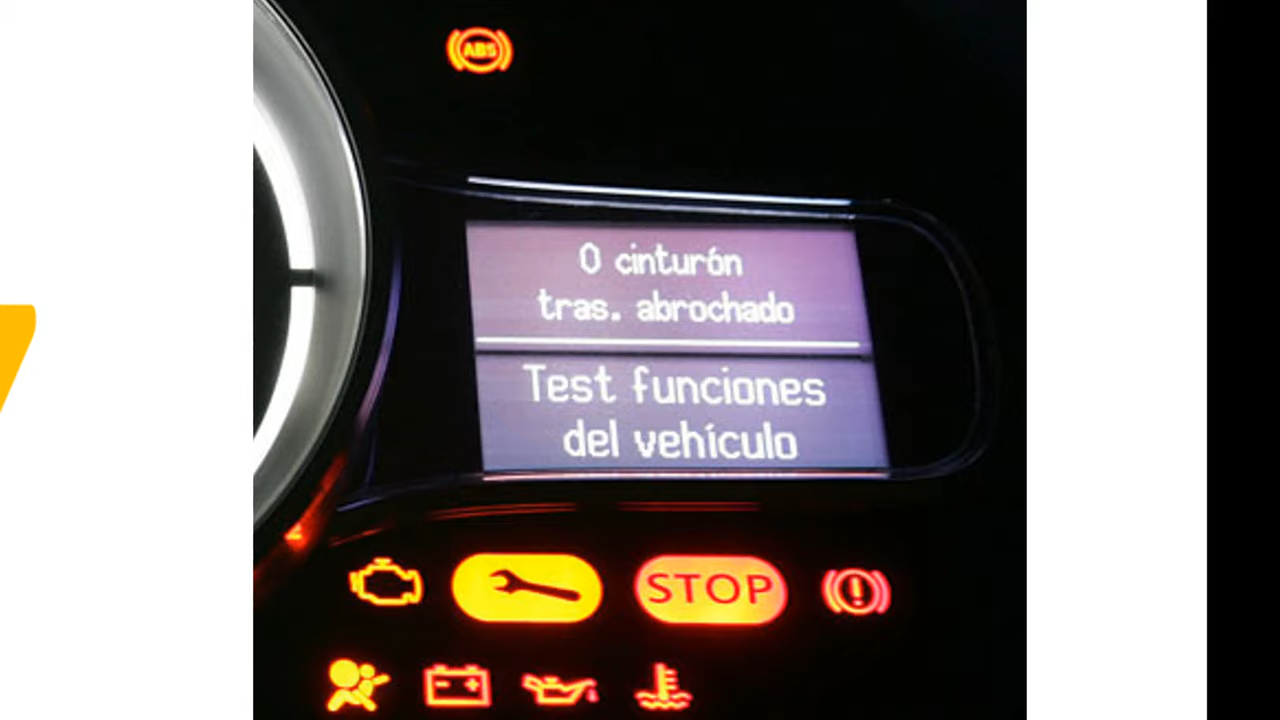 ABS
0 cinturón
tras. abrochado
Test funciones
del vehículo
STOP